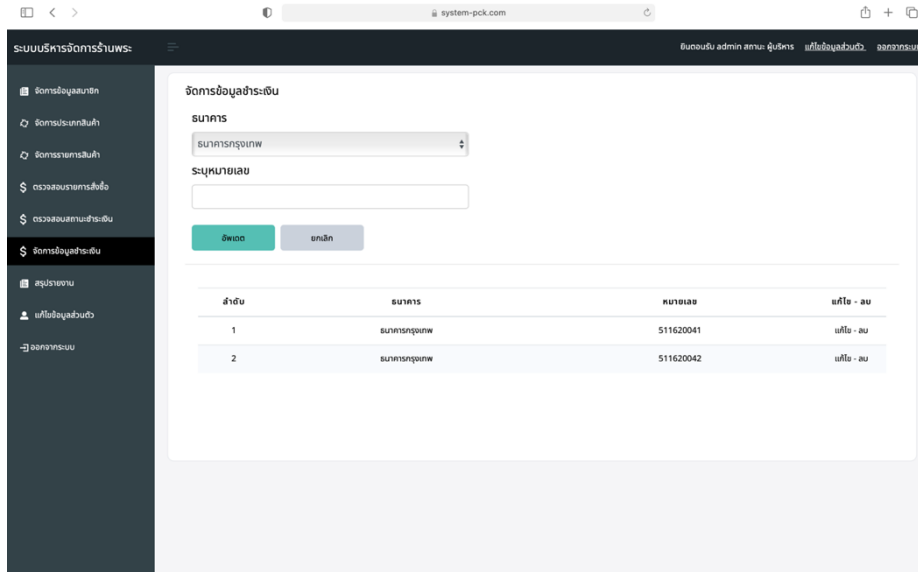 system-pck.com
ระบบบริหารจัดการร้านพระ
ยินดอนรับ admin สถานะ ผู้บริหาร แก้ไขข้อมูลส่วนตัว ออกจากระบบ
จัดการข้อมูลสมาชิก
จัดการประเภทสินค้า
จัดการรายการสินค้า
ตรวจสอบรายการสั่งซื้อ
ตรวจสอบสถานะชำระเงิน
จัดการข้อมูลชำระเงิน
สรุปรายงาน
แก้ไขข้อมูลส่วนตัว
ออกจากระบบ
จัดการข้อมูลชำระเงิน
ธนาคาร
ธนาคารกรุงเทพ
ระบุหมายเลข
อัพเดต ยกเลิก
ลำดับ ธนาคาร หมายเลข แก้ไข - ลบ
1 ธนาคารกรุงเทพ 511620041 แก้ไข - ลบ
2 ธนาคารกรุงเทพ 511620042 แก้ไข - ลบ